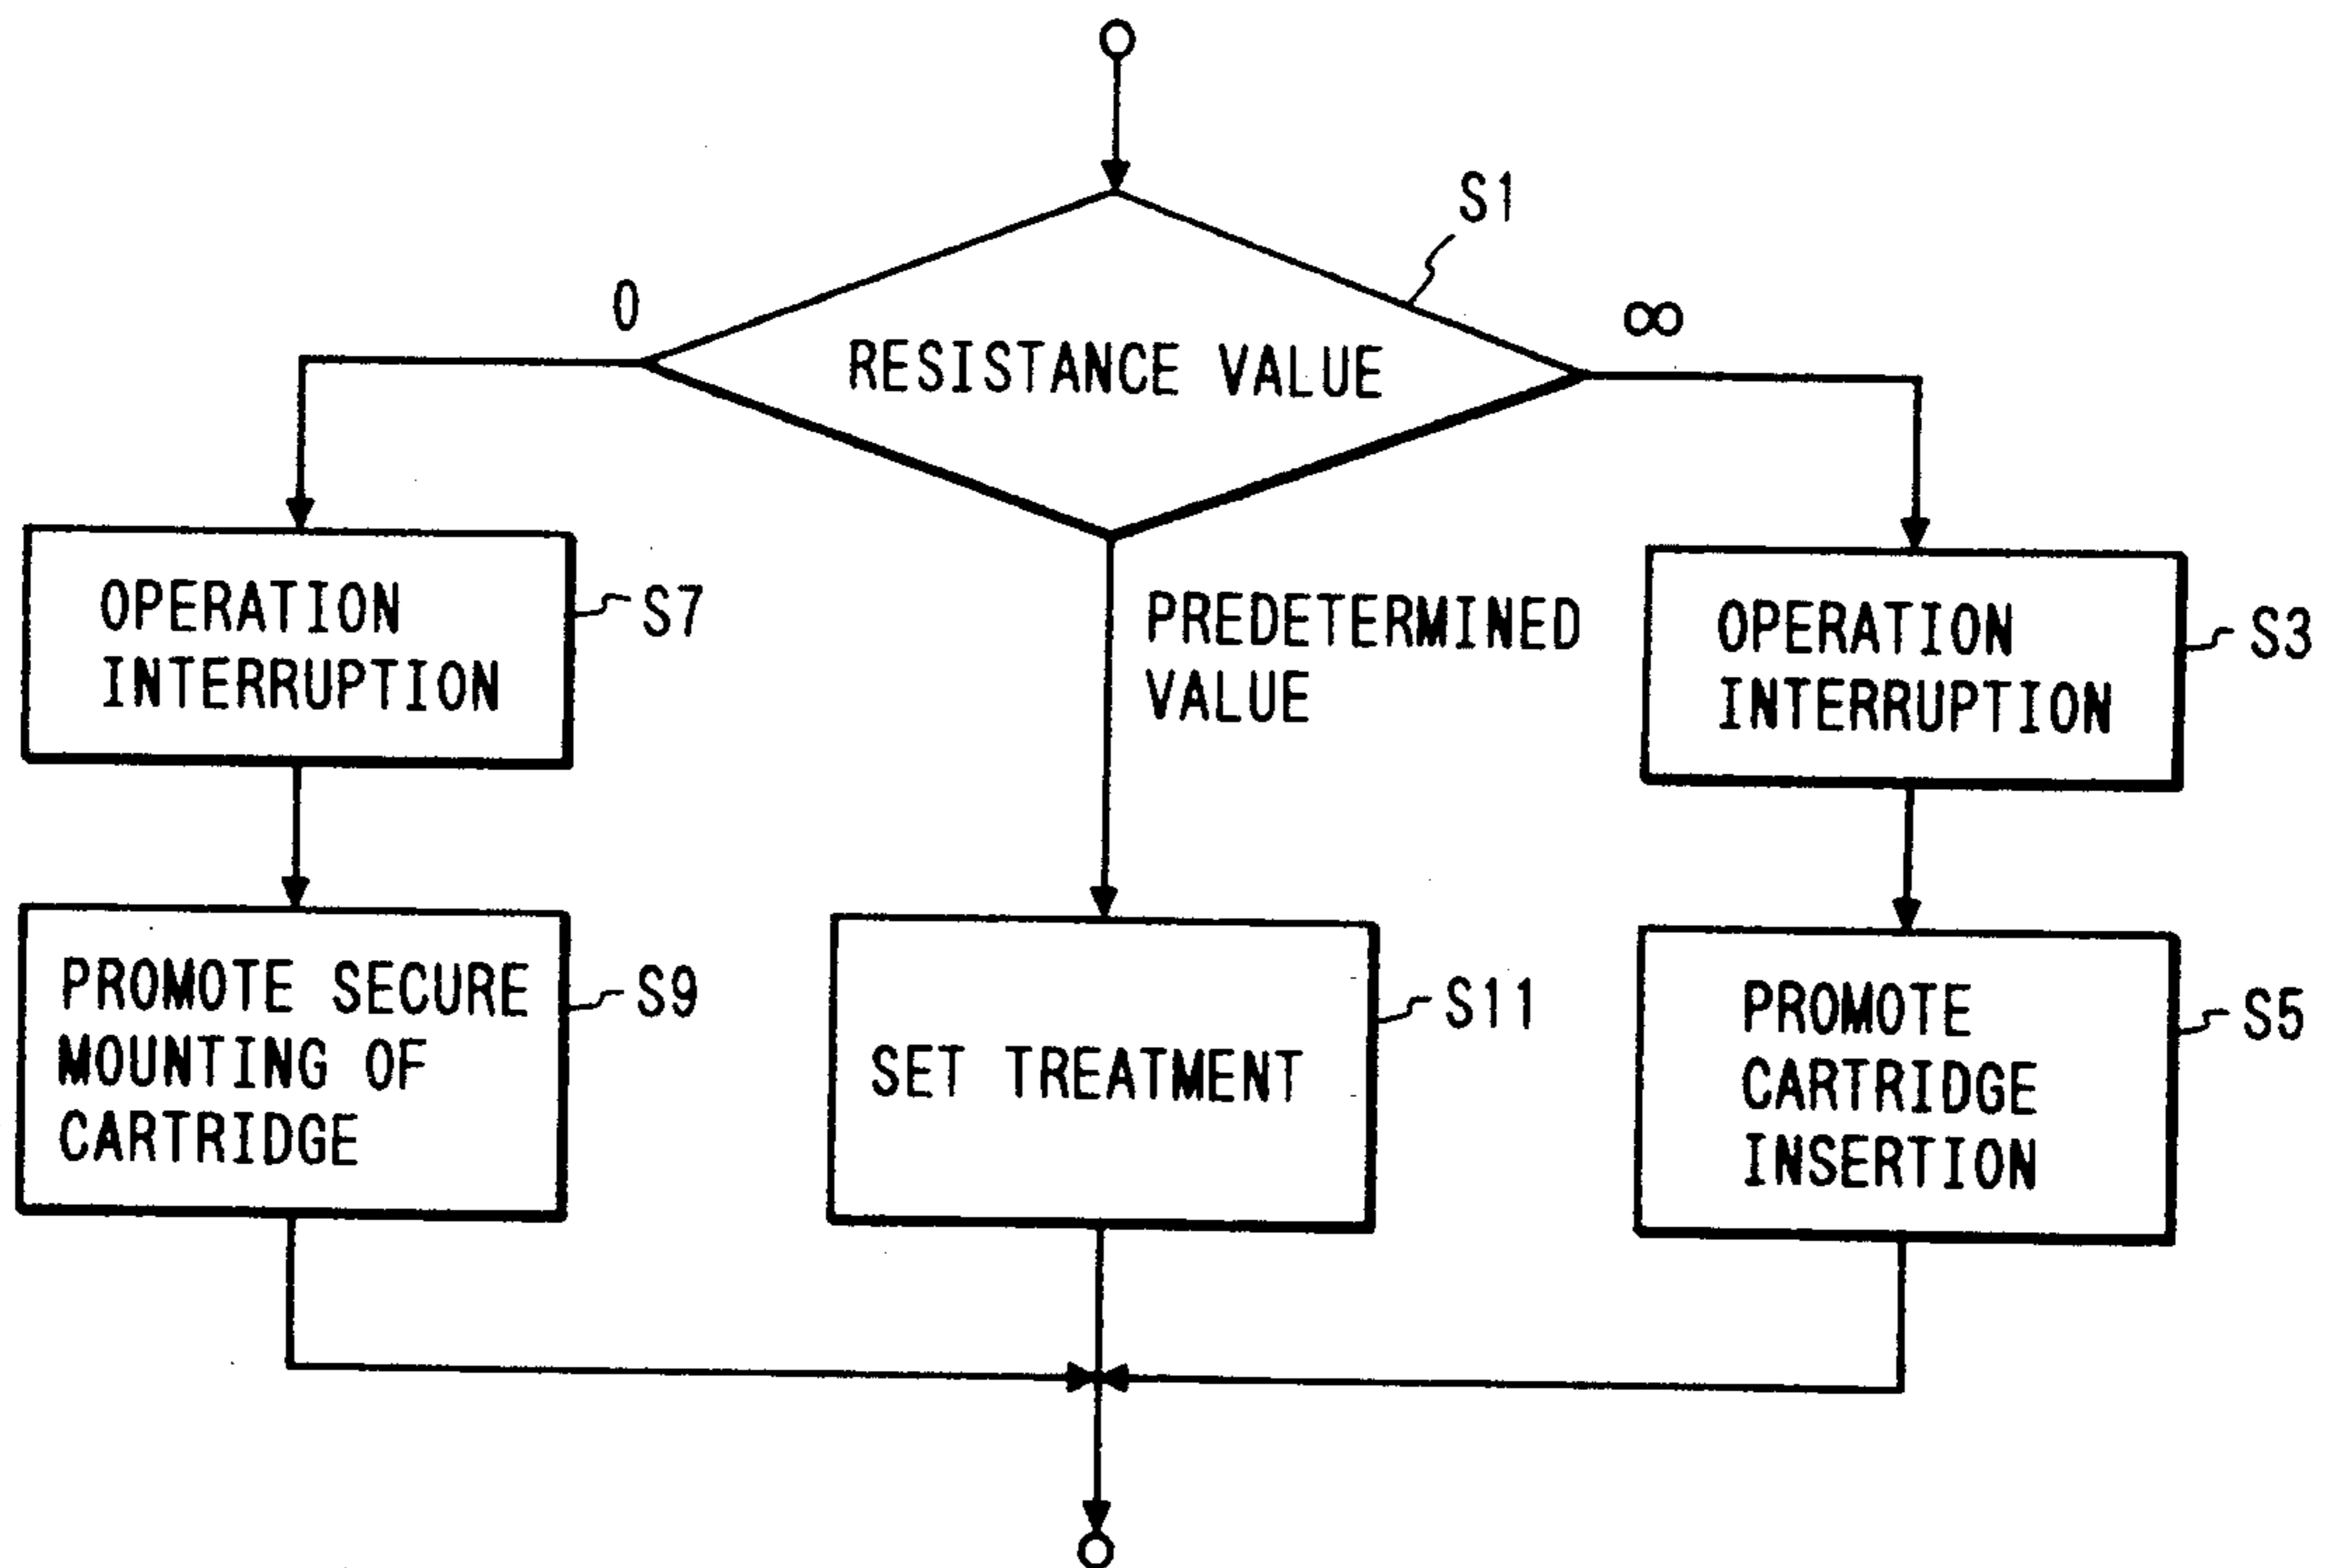 S1
0
∞
RESISTANCE VALUE
OPERATION
INTERRUPTION
S7
PREDETERMINED
VALUE
OPERATION
INTERRUPTION
S3
PROMOTE SECURE
MOUNTING OF
CARTRIDGE
S9
SET TREATMENT
S11
PROMOTE
CARTRIDGE
INSERTION
S5